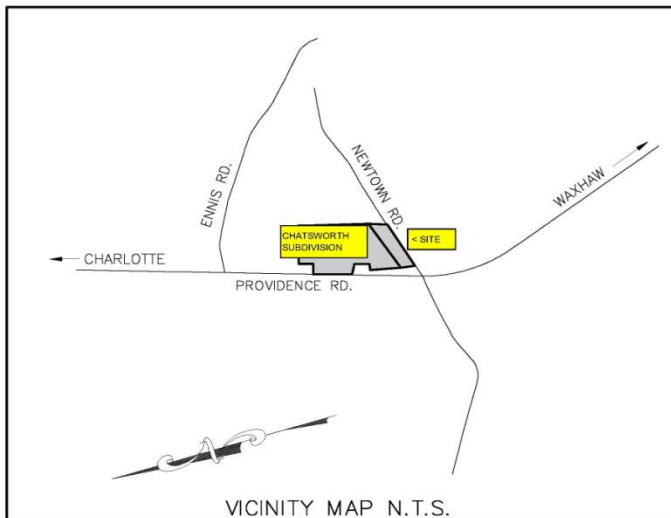 ENNIS RD.
NEWTOWN RD.
WAXHAW
CHATSWORTH
SUBDIVISION
< SITE
CHARLOTTE
PROVIDENCE RD.
N
VICINITY MAP N.T.S.